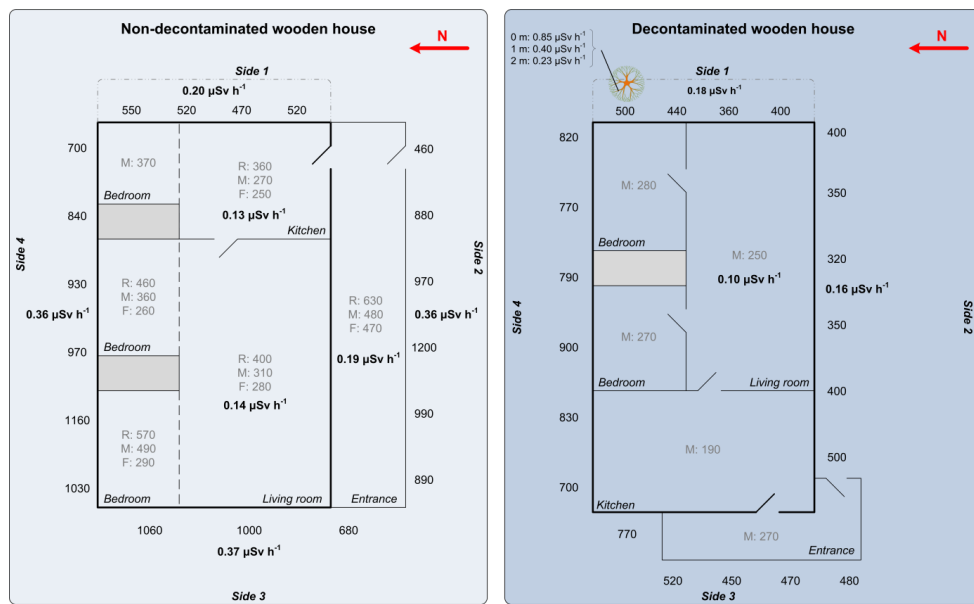 Non-decontaminated wooden house
N
Side 1
0.20 µSv h-1
550 520 470 520
700
M: 370
R: 360
M: 270
F: 250
460
Bedroom
0.13 µSv h-1
840
880
Kitchen
Side 4
Side 2
930
0.36 µSv h-1
R: 460
M: 360
F: 260
970
0.36 µSv h-1
R: 630
M: 480
F: 470
0.19 µSv h-1
Bedroom
970
1200
R: 400
M: 310
F: 280
0.14 µSv h-1
1160
990
R: 570
M: 490
F: 290
1030
890
Bedroom
Living room
Entrance
1060 1000 680
0.37 µSv h-1
Side 3
Decontaminated wooden house
N
0 m: 0.85 µSv h-1
1 m: 0.40 µSv h-1
2 m: 0.23 µSv h-1
Side 1
0.18 µSv h-1
500 440 360 400
820
400
M: 280
350
770
Bedroom
M: 250
320
790
0.10 µSv h-1
0.16 µSv h-1
Side 4
Side 2
M: 270
350
900
Bedroom
Living room
400
830
M: 190
500
700
Kitchen
770
M: 270
Entrance
520 450 470 480
Side 3